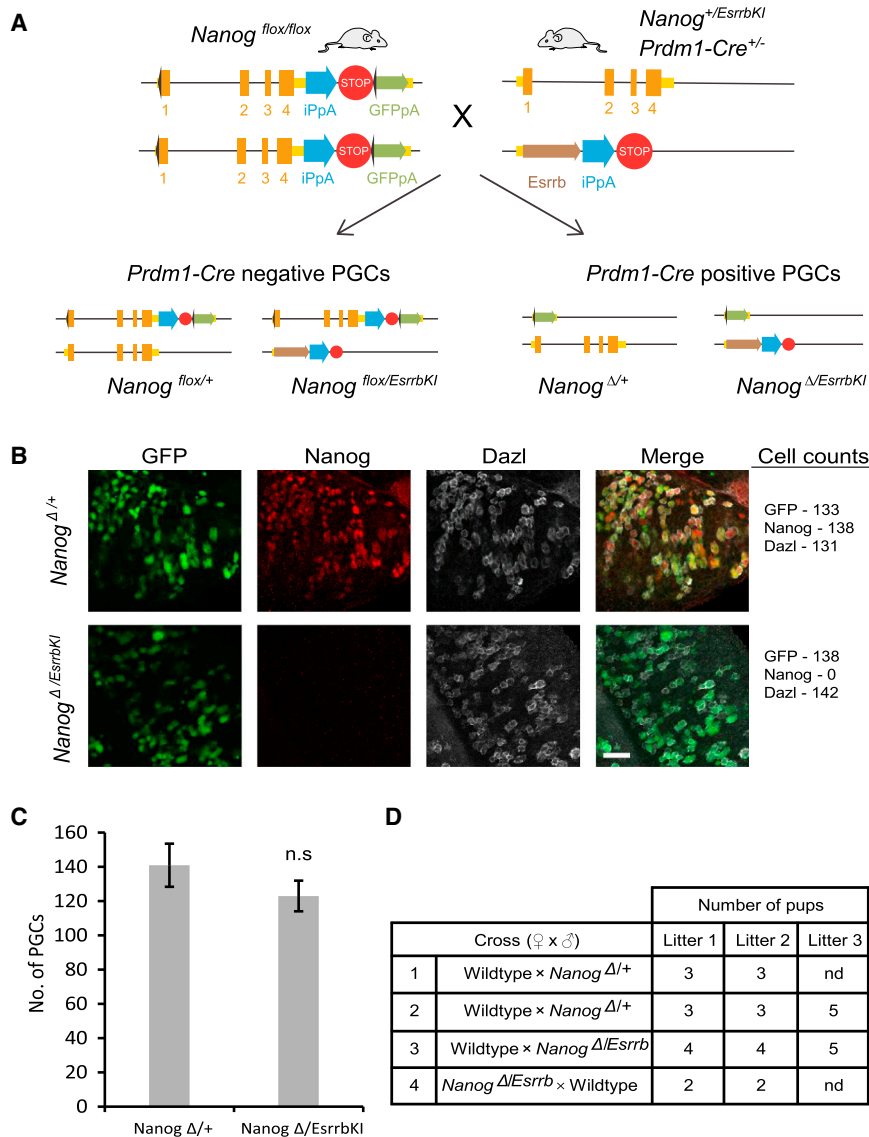 A
Nanog flox/flox
Nanog+/EsrrbKI
Prdm1-Cre+/-
STOP
1 2 3 4 iPpA GFPpA
1 2 3 4
X
STOP
STOP
1 2 3 4 iPpA GFPpA
Esrrb iPpA
Prdm1-Cre negative PGCs
Prdm1-Cre positive PGCs
Nanog flox/+
Nanog flox/EsrrbKI
Nanog Δ/+
Nanog Δ/EsrrbKI
B
GFP Nanog Dazl Merge Cell counts
Nanog Δ/+
GFP - 133
Nanog - 138
Dazl - 131
Nanog Δ/EsrrbKI
GFP - 138
Nanog - 0
Dazl - 142
C
No. of PGCs
160
140
120
100
80
60
40
20
0
n.s
Nanog Δ/+ Nanog Δ/EsrrbKI
D
Number of pups
Cross (♀ x ♂) Litter 1 Litter 2 Litter 3
1 Wildtype × Nanog Δ/+ 3 3 nd
2 Wildtype × Nanog Δ/+ 3 3 5
3 Wildtype × Nanog Δ/Esrrb 4 4 5
4 Nanog Δ/Esrrb × Wildtype 2 2 nd